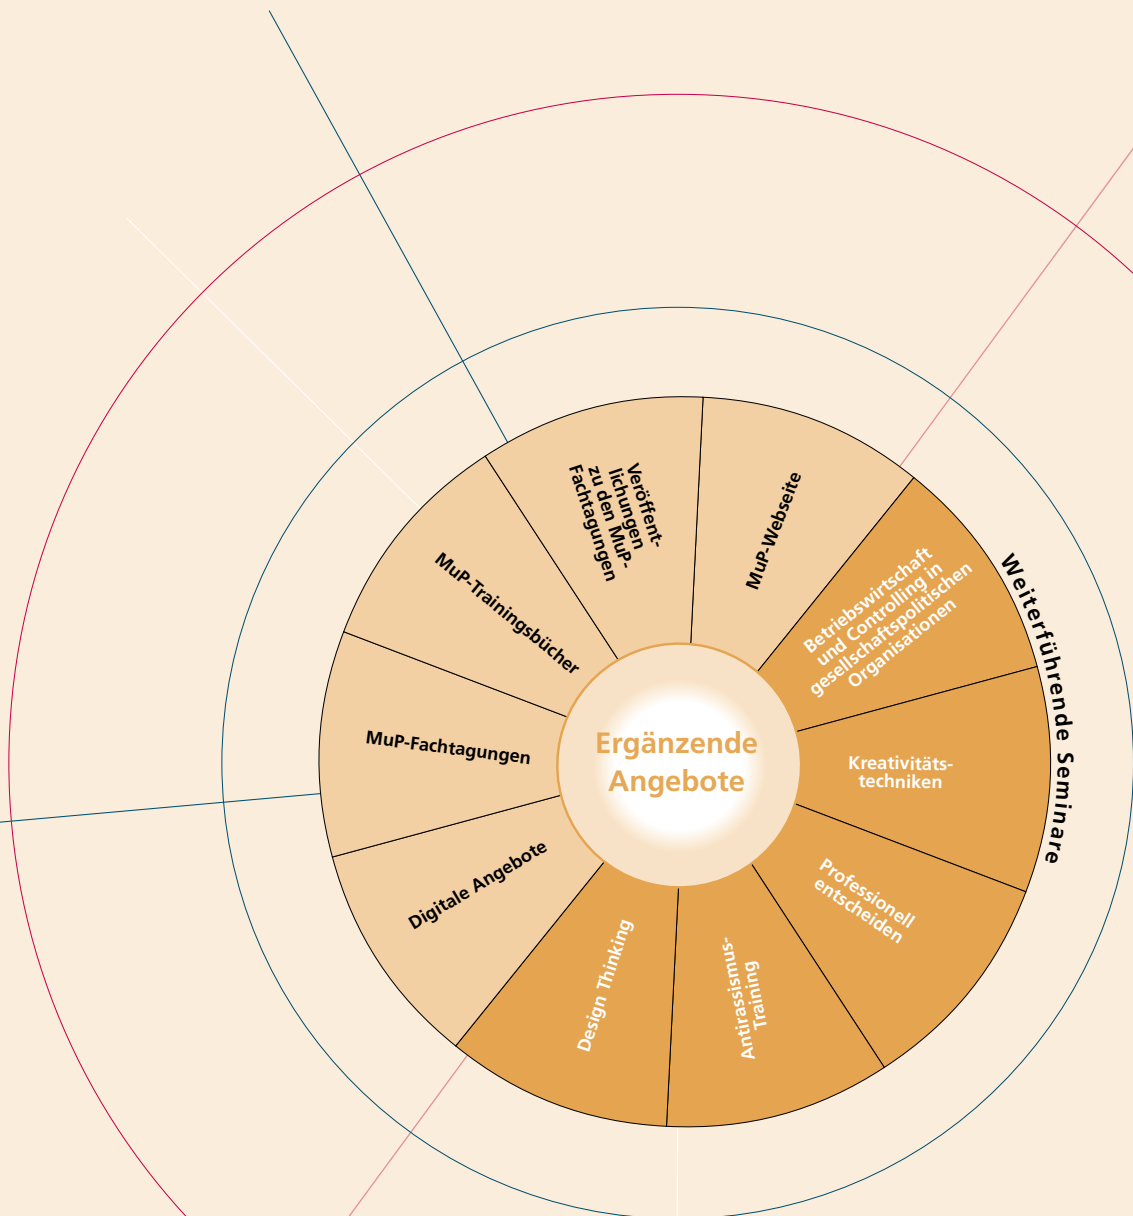 Ergänzende
Angebote
Veröffent-
lichungen
zu den MuP-
Fachtagungen
MuP-Webseite
Betriebswirtschaft
und Controlling in
gesellschaftspolitischen
Organisationen
Weiterführende Seminare
Kreativitäts-
techniken
Professionell
entscheiden
Antirassismus-
Training
Design Thinking
Digitale Angebote
MuP-Fachtagungen
MuP-Trainingsbücher